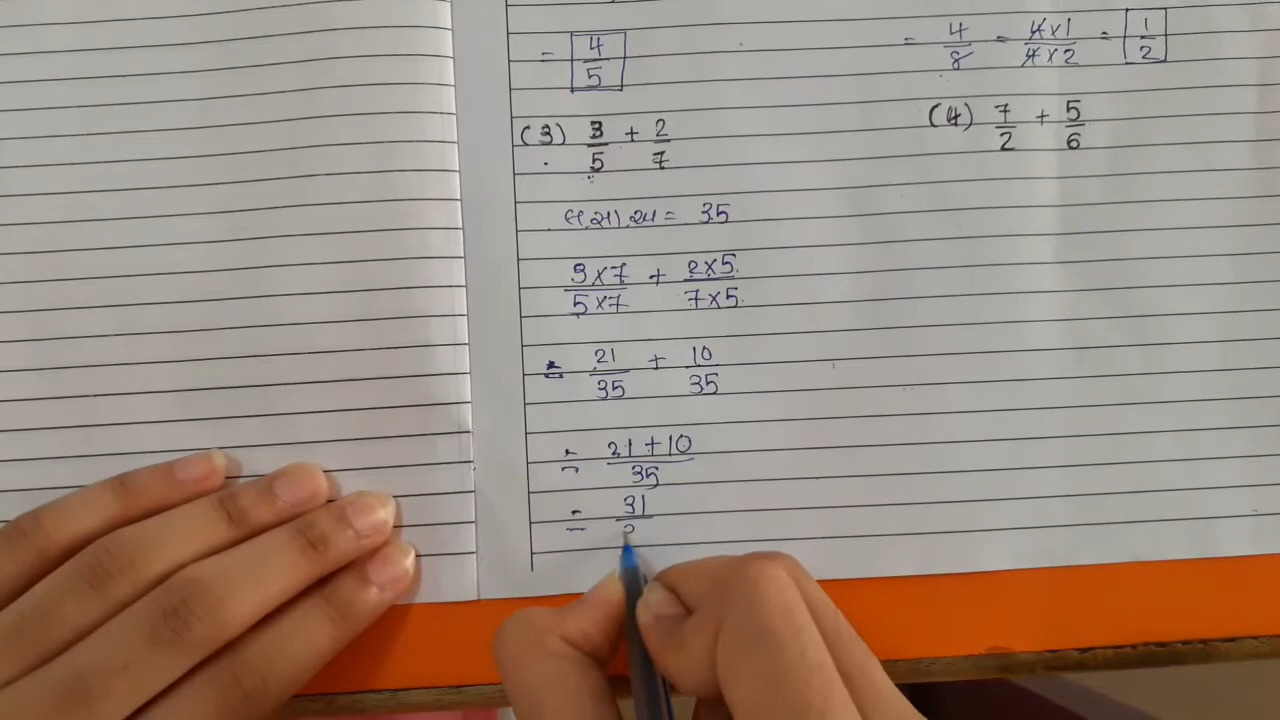 = 4/5
(3) 3/5 + 2/7
= 35
3×7/5×7 + 2×5/7×5
= 21/35 + 10/35
= 21+10/35
= 31/
= 4/8 = 4×1/4×2 = 1/2
(4) 7/2 + 5/6